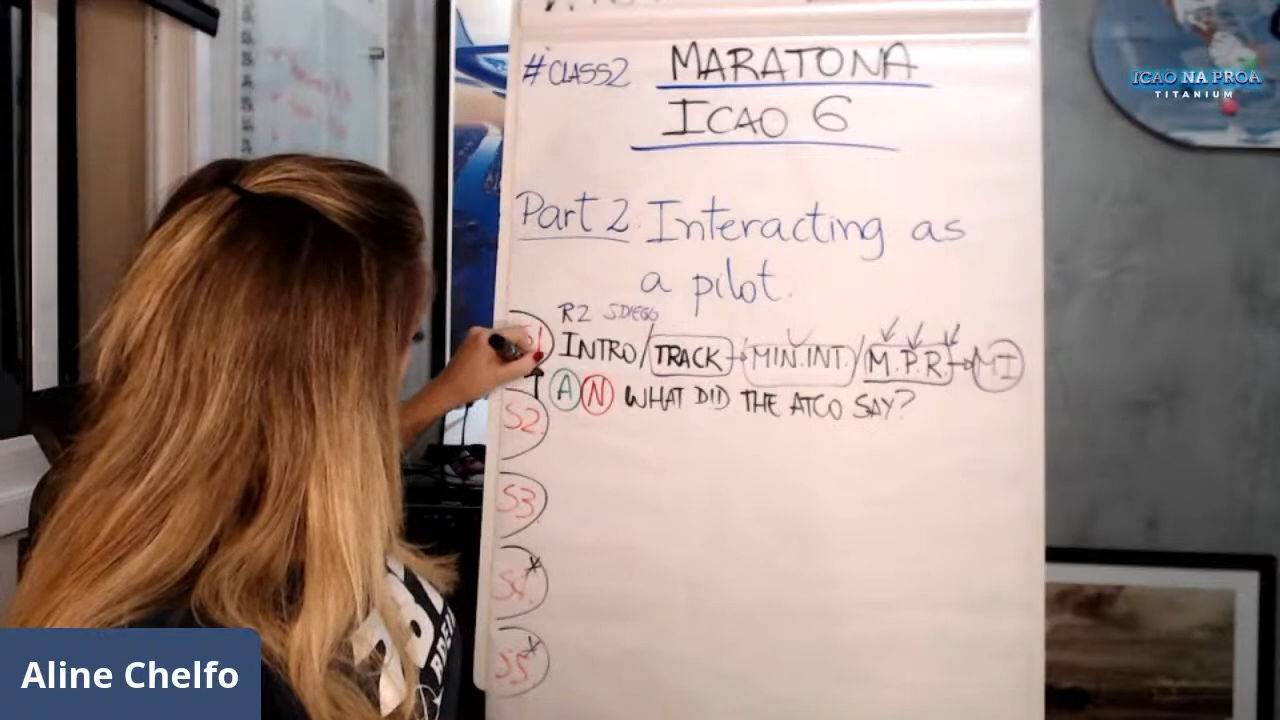 #CLASS2 MARATONA
ICAO 6
ICAO NA PROA
TITANIUM
Part 2 Interacting as
a pilot.
R2 S.DIEGO
S1 INTRO/TRACK MIN.INT./M.P.R. MI
A N WHAT DID THE ATCO SAY?
S2
S3
S4*
S5*
Aline Chelfo